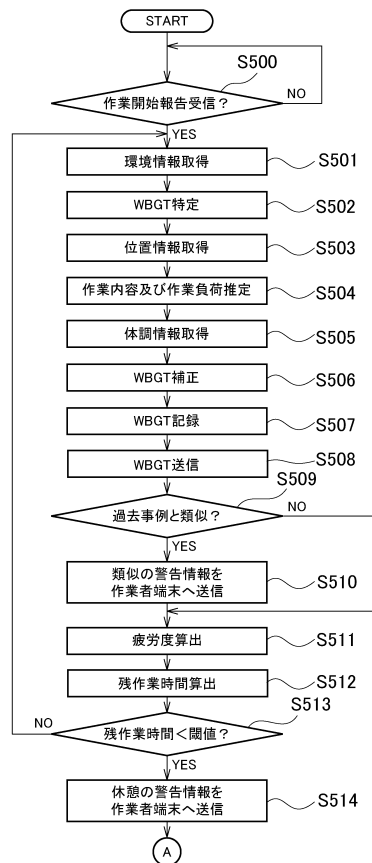 START
S500
作業開始報告受信？
NO
YES
環境情報取得
S501
WBGT特定
S502
位置情報取得
S503
作業内容及び作業負荷推定
S504
体調情報取得
S505
WBGT補正
S506
WBGT記録
S507
WBGT送信
S508
S509
過去事例と類似？
NO
YES
類似の警告情報を
作業者端末へ送信
S510
疲労度算出
S511
残作業時間算出
S512
S513
NO
残作業時間＜閾値？
YES
休憩の警告情報を
作業者端末へ送信
S514
A